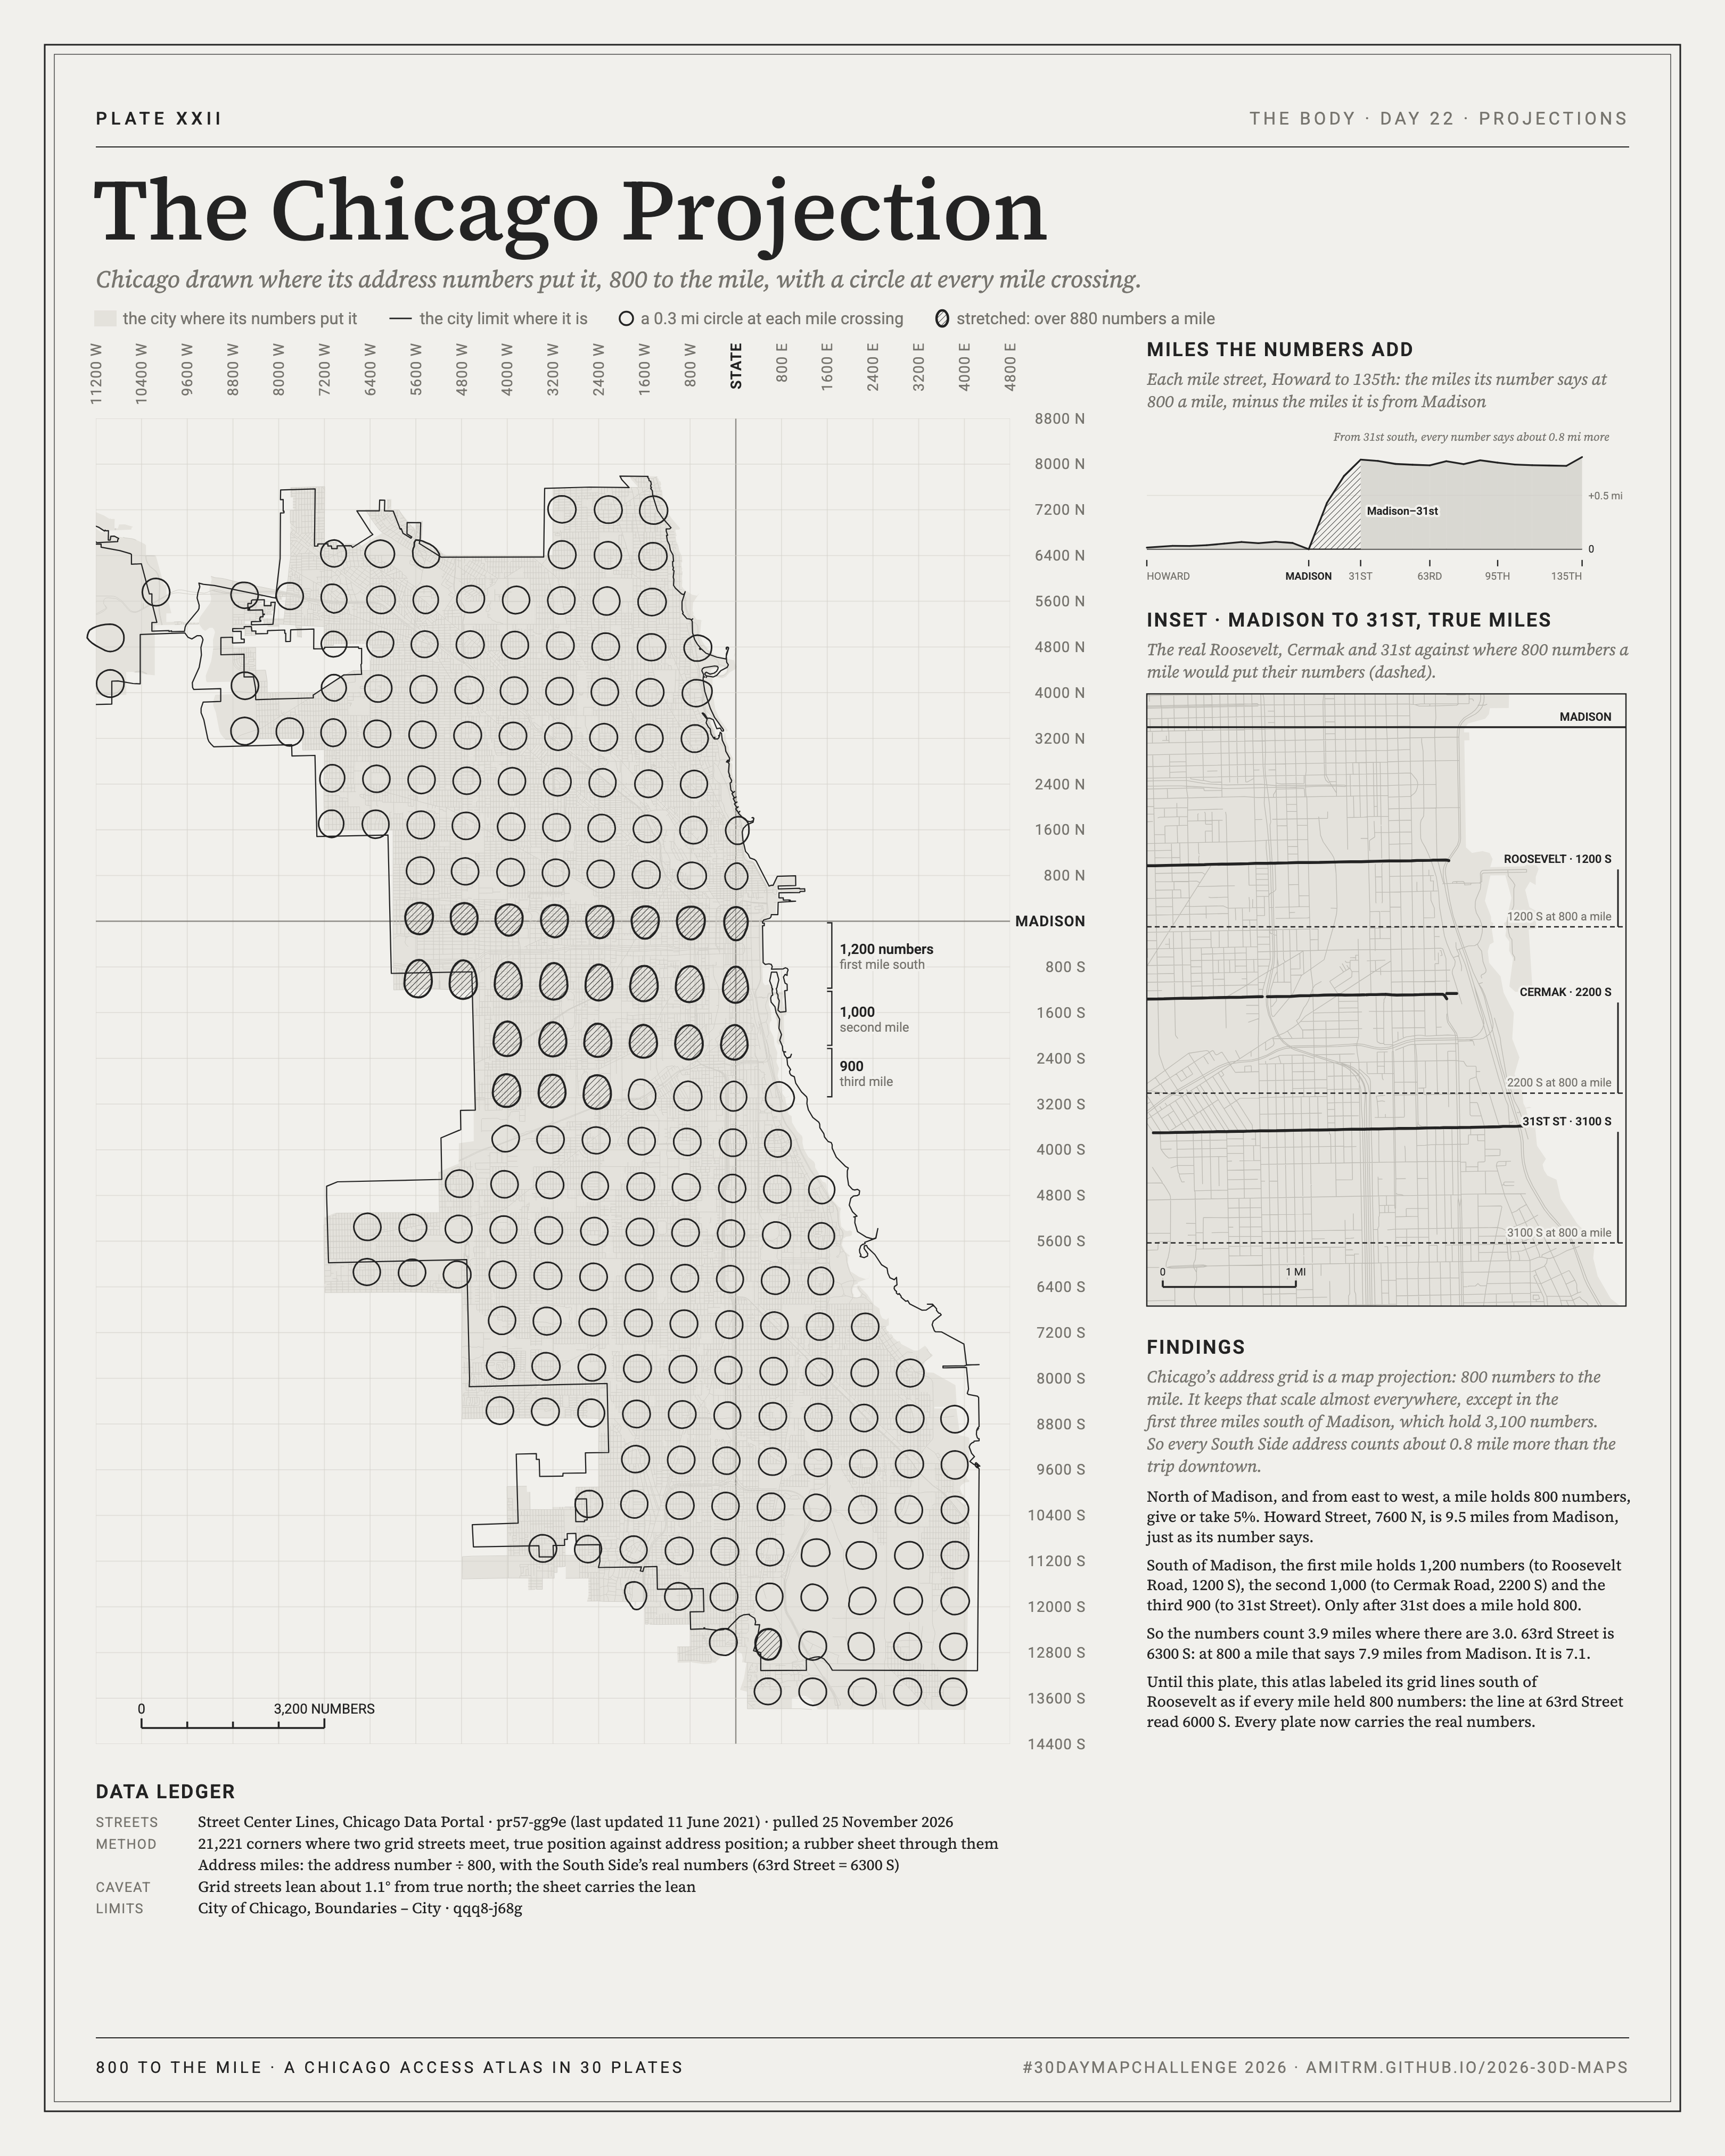 PLATE XXII
THE BODY · DAY 22 · PROJECTIONS
The Chicago Projection
Chicago drawn where its address numbers put it, 800 to the mile, with a circle at every mile crossing.
the city where its numbers put it
the city limit where it is
a 0.3 mi circle at each mile crossing
stretched: over 880 numbers a mile
11200 W
10400 W
9600 W
8800 W
8000 W
7200 W
6400 W
5600 W
4800 W
4000 W
3200 W
2400 W
1600 W
800 W
STATE
800 E
1600 E
2400 E
3200 E
4000 E
4800 E
8800 N
8000 N
7200 N
6400 N
5600 N
4800 N
4000 N
3200 N
2400 N
1600 N
800 N
MADISON
800 S
1600 S
2400 S
3200 S
4000 S
4800 S
5600 S
6400 S
7200 S
8000 S
8800 S
9600 S
10400 S
11200 S
12000 S
12800 S
13600 S
14400 S
1,200 numbers
first mile south
1,000
second mile
900
third mile
0
3,200 NUMBERS
MILES THE NUMBERS ADD
Each mile street, Howard to 135th: the miles its number says at
800 a mile, minus the miles it is from Madison
From 31st south, every number says about 0.8 mi more
+0.5 mi
Madison–31st
0
HOWARD
MADISON
31ST
63RD
95TH
135TH
INSET · MADISON TO 31ST, TRUE MILES
The real Roosevelt, Cermak and 31st against where 800 numbers a
mile would put their numbers (dashed).
MADISON
ROOSEVELT · 1200 S
1200 S at 800 a mile
CERMAK · 2200 S
2200 S at 800 a mile
31ST ST · 3100 S
3100 S at 800 a mile
0
1 MI
FINDINGS
Chicago’s address grid is a map projection: 800 numbers to the
mile. It keeps that scale almost everywhere, except in the
first three miles south of Madison, which hold 3,100 numbers.
So every South Side address counts about 0.8 mile more than the
trip downtown.
North of Madison, and from east to west, a mile holds 800 numbers,
give or take 5%. Howard Street, 7600 N, is 9.5 miles from Madison,
just as its number says.
South of Madison, the first mile holds 1,200 numbers (to Roosevelt
Road, 1200 S), the second 1,000 (to Cermak Road, 2200 S) and the
third 900 (to 31st Street). Only after 31st does a mile hold 800.
So the numbers count 3.9 miles where there are 3.0. 63rd Street is
6300 S: at 800 a mile that says 7.9 miles from Madison. It is 7.1.
Until this plate, this atlas labeled its grid lines south of
Roosevelt as if every mile held 800 numbers: the line at 63rd Street
read 6000 S. Every plate now carries the real numbers.
DATA LEDGER
STREETS
Street Center Lines, Chicago Data Portal · pr57-gg9e (last updated 11 June 2021) · pulled 25 November 2026
METHOD
21,221 corners where two grid streets meet, true position against address position; a rubber sheet through them
Address miles: the address number ÷ 800, with the South Side’s real numbers (63rd Street = 6300 S)
CAVEAT
Grid streets lean about 1.1° from true north; the sheet carries the lean
LIMITS
City of Chicago, Boundaries – City · qqq8-j68g
800 TO THE MILE · A CHICAGO ACCESS ATLAS IN 30 PLATES
#30DAYMAPCHALLENGE 2026 · AMITRM.GITHUB.IO/2026-30D-MAPS